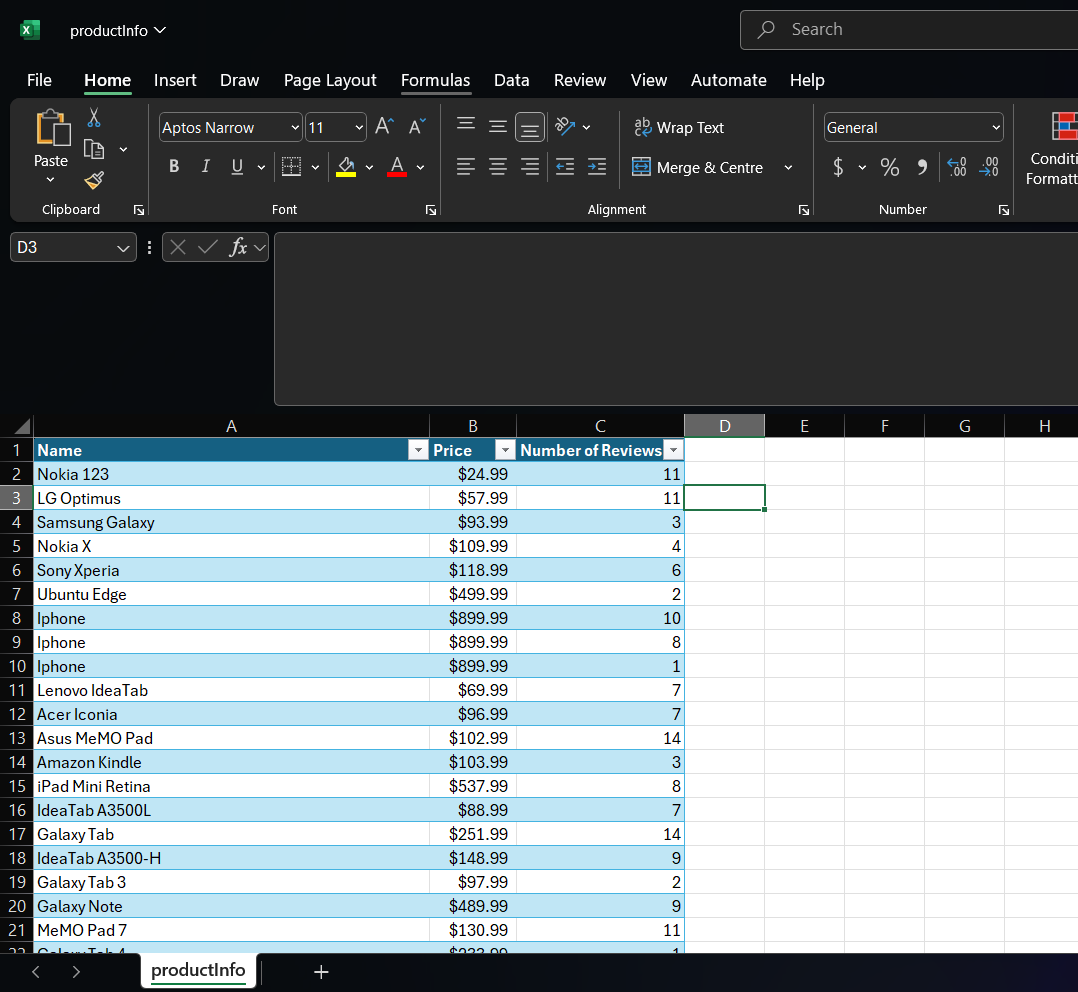 productInfo
Search
File Home Insert Draw Page Layout Formulas Data Review View Automate Help
Paste
Clipboard
Aptos Narrow 11
B I U
Font
Wrap Text
Merge & Centre
Alignment
General
$ %
Number
Conditi
Formatt
D3
fx
A B C D E F G H
1 Name Price Number of Reviews
2 Nokia 123 $24.99 11
3 LG Optimus $57.99 11
4 Samsung Galaxy $93.99 3
5 Nokia X $109.99 4
6 Sony Xperia $118.99 6
7 Ubuntu Edge $499.99 2
8 Iphone $899.99 10
9 Iphone $899.99 8
10 Iphone $899.99 1
11 Lenovo IdeaTab $69.99 7
12 Acer Iconia $96.99 7
13 Asus MeMO Pad $102.99 14
14 Amazon Kindle $103.99 3
15 iPad Mini Retina $537.99 8
16 IdeaTab A3500L $88.99 7
17 Galaxy Tab $251.99 14
18 IdeaTab A3500-H $148.99 9
19 Galaxy Tab 3 $97.99 2
20 Galaxy Note $489.99 9
21 MeMO Pad 7 $130.99 11
22 Galaxy Tab 4
productInfo